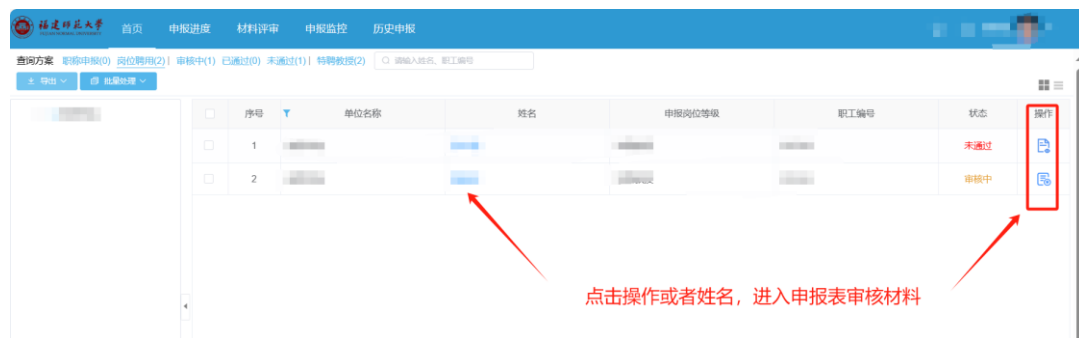 福建师范大学 首页 申报进度 材料评审 申报监控 历史申报
查询方案 职称申报(0) 岗位聘用(2)| 审核中(1) 已通过(0) 未通过(1)| 特聘教授(2) 请输入姓名、职工编号
导出 批量处理
序号 单位名称 姓名 申报岗位等级 职工编号 状态 操作
1 未通过
2 审核中
点击操作或者姓名，进入申报表审核材料